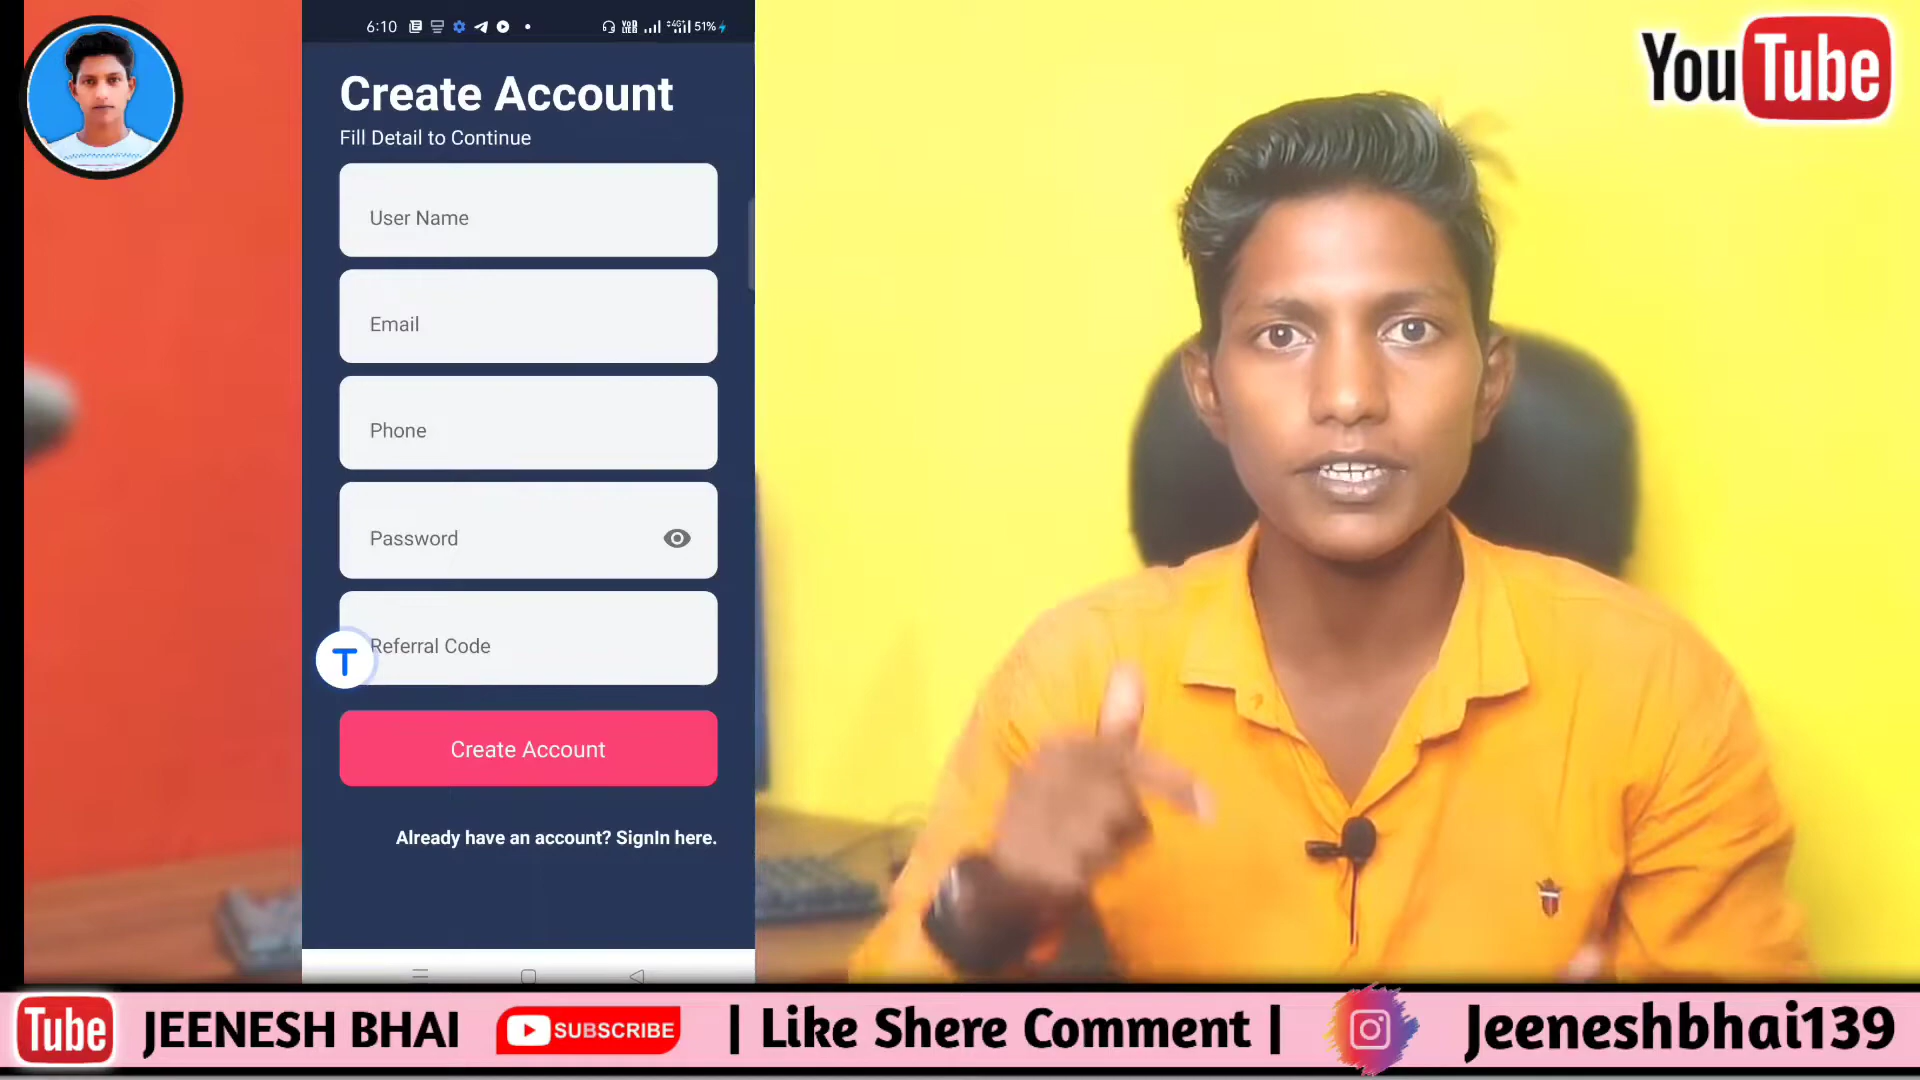 6:10
51%
YouTube
Create Account
Fill Detail to Continue
User Name
Email
Phone
Password
Referral Code
T
Create Account
Already have an account? SignIn here.
Tube JEENESH BHAI SUBSCRIBE | Like Shere Comment | Jeeneshbhai139